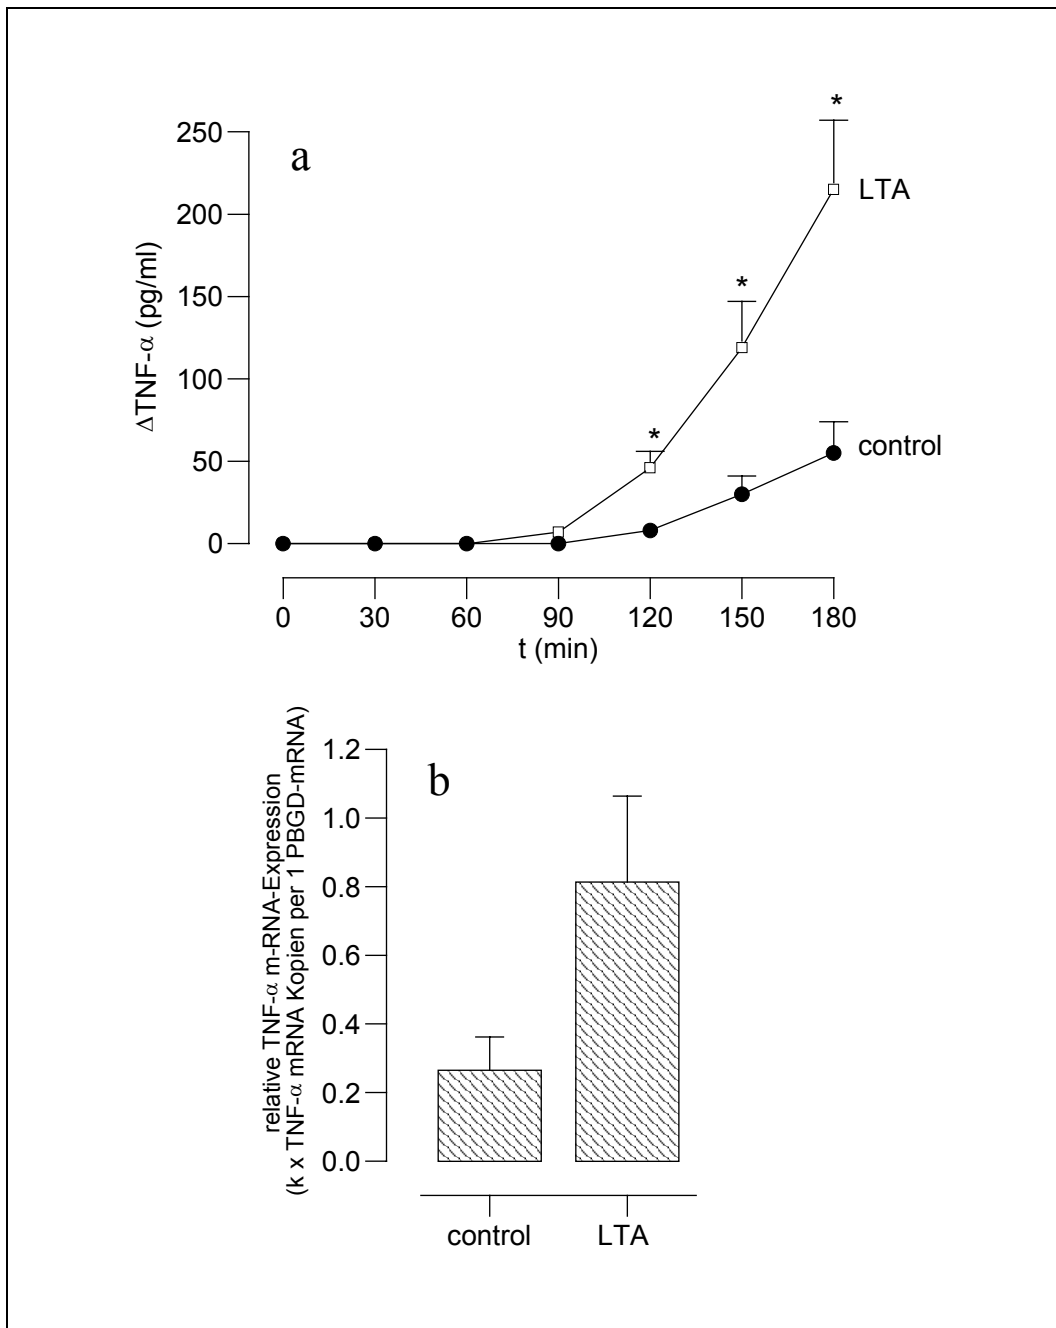 a
*
250
LTA
200
*
150
ΔTNF-α (pg/ml)
100
*
control
50
0
0 30 60 90 120 150 180
t (min)
b
relative TNF-α m-RNA-Expression
(k x TNF-α mRNA Kopien per 1 PBGD-mRNA)
1.2
1.0
0.8
0.6
0.4
0.2
0.0
control LTA